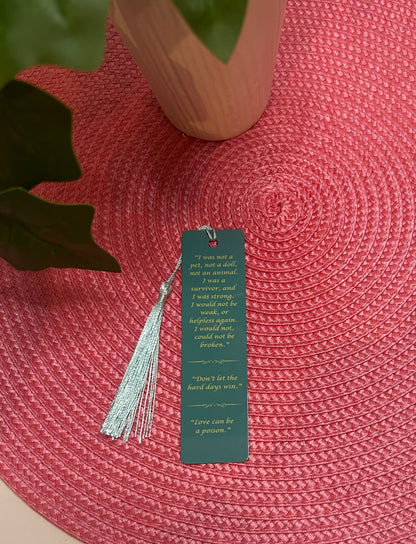 "I was not a
pet, not a doll,
not an animal.
I was a
survivor, and
I was strong.
I would not be
weak, or
helpless again.
I would not,
could not be
broken."
"Don't let the
hard days win."
"Love can be
a poison."